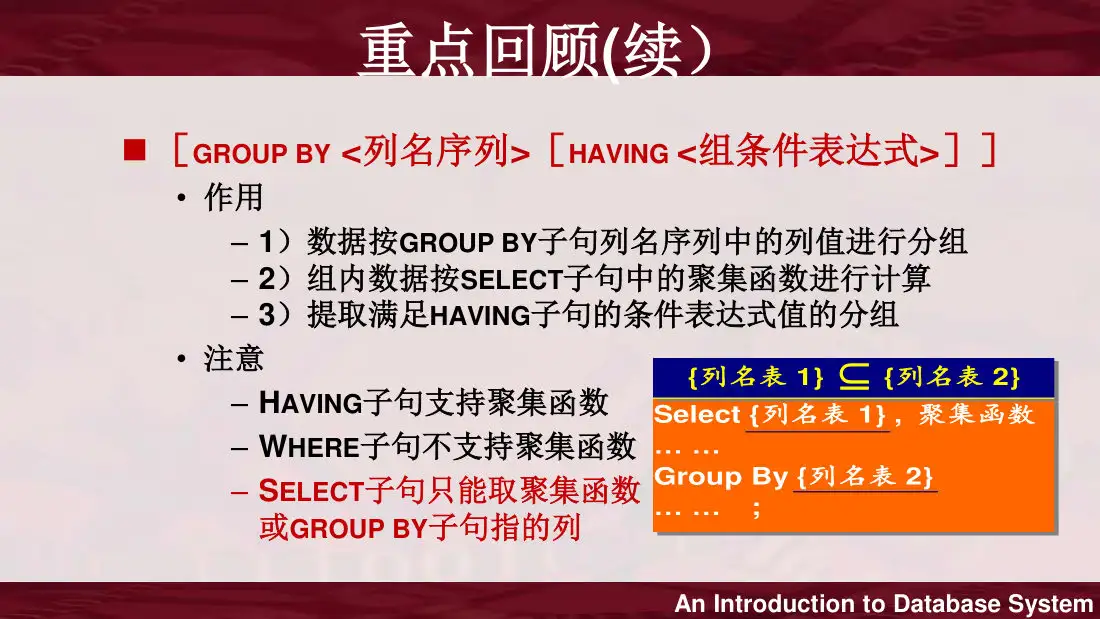 重点回顾(续）
［GROUP BY <列名序列>［HAVING <组条件表达式>］］
• 作用
– 1）数据按GROUP BY子句列名序列中的列值进行分组
– 2）组内数据按SELECT子句中的聚集函数进行计算
– 3）提取满足HAVING子句的条件表达式值的分组
• 注意
– HAVING子句支持聚集函数
– WHERE子句不支持聚集函数
– SELECT子句只能取聚集函数
或GROUP BY子句指的列
{列名表 1} ⊆ {列名表 2}
Select {列名表 1}，聚集函数
… …
Group By {列名表 2}
… … ；
An Introduction to Database System